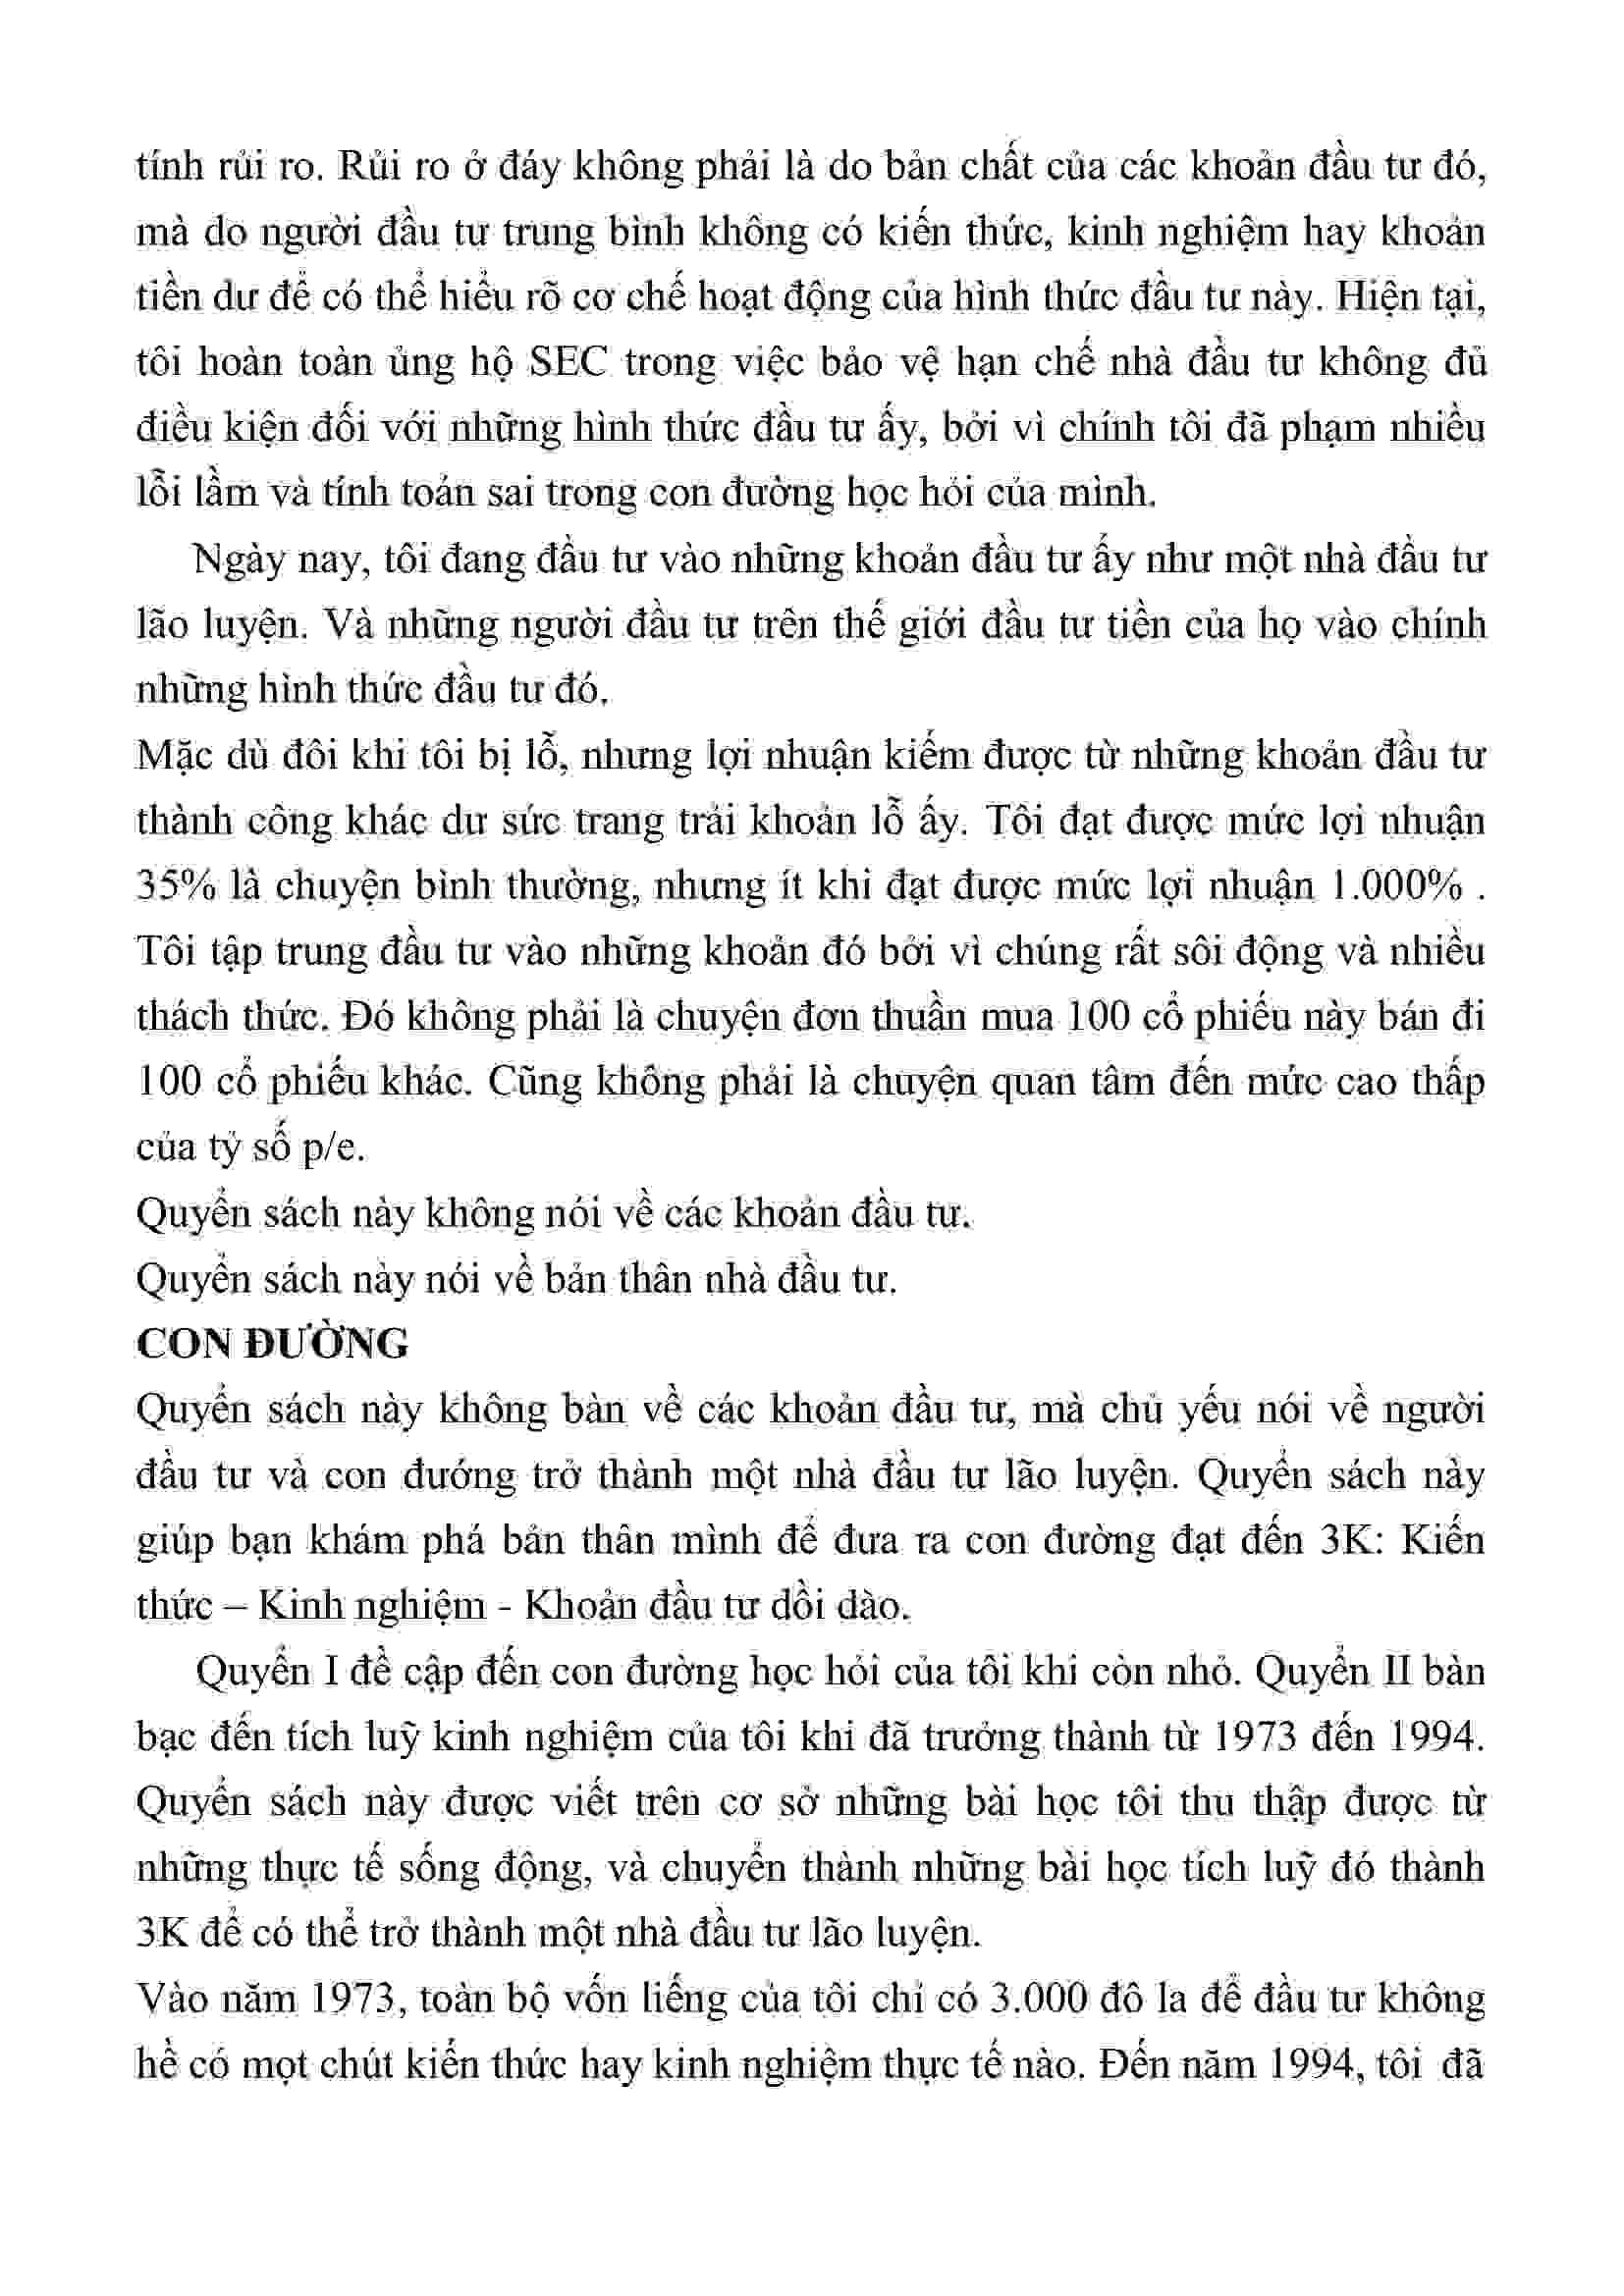 tính rủi ro. Rủi ro ở đáy không phải là do bản chất của các khoản đầu tư đó,
mà do người đầu tư trung bình không có kiến thức, kinh nghiệm hay khoản
tiền dư để có thể hiểu rõ cơ chế hoạt động của hình thức đầu tư này. Hiện tại,
tôi hoàn toàn ủng hộ SEC trong việc bảo vệ hạn chế nhà đầu tư không đủ
điều kiện đối với những hình thức đầu tư ấy, bởi vì chính tôi đã phạm nhiều
lỗi lầm và tính toán sai trong con đường học hỏi của mình.
Ngày nay, tôi đang đầu tư vào những khoản đầu tư ấy như một nhà đầu tư
lão luyện. Và những người đầu tư trên thế giới đầu tư tiền của họ vào chính
những hình thức đầu tư đó.
Mặc dù đôi khi tôi bị lỗ, nhưng lợi nhuận kiếm được từ những khoản đầu tư
thành công khác dư sức trang trải khoản lỗ ấy. Tôi đạt được mức lợi nhuận
35% là chuyện bình thường, nhưng ít khi đạt được mức lợi nhuận 1.000% .
Tôi tập trung đầu tư vào những khoản đó bởi vì chúng rất sôi động và nhiều
thách thức. Đó không phải là chuyện đơn thuần mua 100 cổ phiếu này bán đi
100 cổ phiếu khác. Cũng không phải là chuyện quan tâm đến mức cao thấp
của tỷ số p/e.
Quyển sách này không nói về các khoản đầu tư.
Quyển sách này nói về bản thân nhà đầu tư.
CON ĐƯỜNG
Quyển sách này không bàn về các khoản đầu tư, mà chủ yếu nói về người
đầu tư và con đướng trở thành một nhà đầu tư lão luyện. Quyển sách này
giúp bạn khám phá bản thân mình để đưa ra con đường đạt đến 3K: Kiến
thức – Kinh nghiệm - Khoản đầu tư dồi dào.
Quyển I đề cập đến con đường học hỏi của tôi khi còn nhỏ. Quyển II bàn
bạc đến tích luỹ kinh nghiệm của tôi khi đã trưởng thành từ 1973 đến 1994.
Quyển sách này được viết trên cơ sở những bài học tôi thu thập được từ
những thực tế sống động, và chuyển thành những bài học tích luỹ đó thành
3K để có thể trở thành một nhà đầu tư lão luyện.
Vào năm 1973, toàn bộ vốn liếng của tôi chỉ có 3.000 đô la để đầu tư không
hề có mọt chút kiến thức hay kinh nghiệm thực tế nào. Đến năm 1994, tôi đã